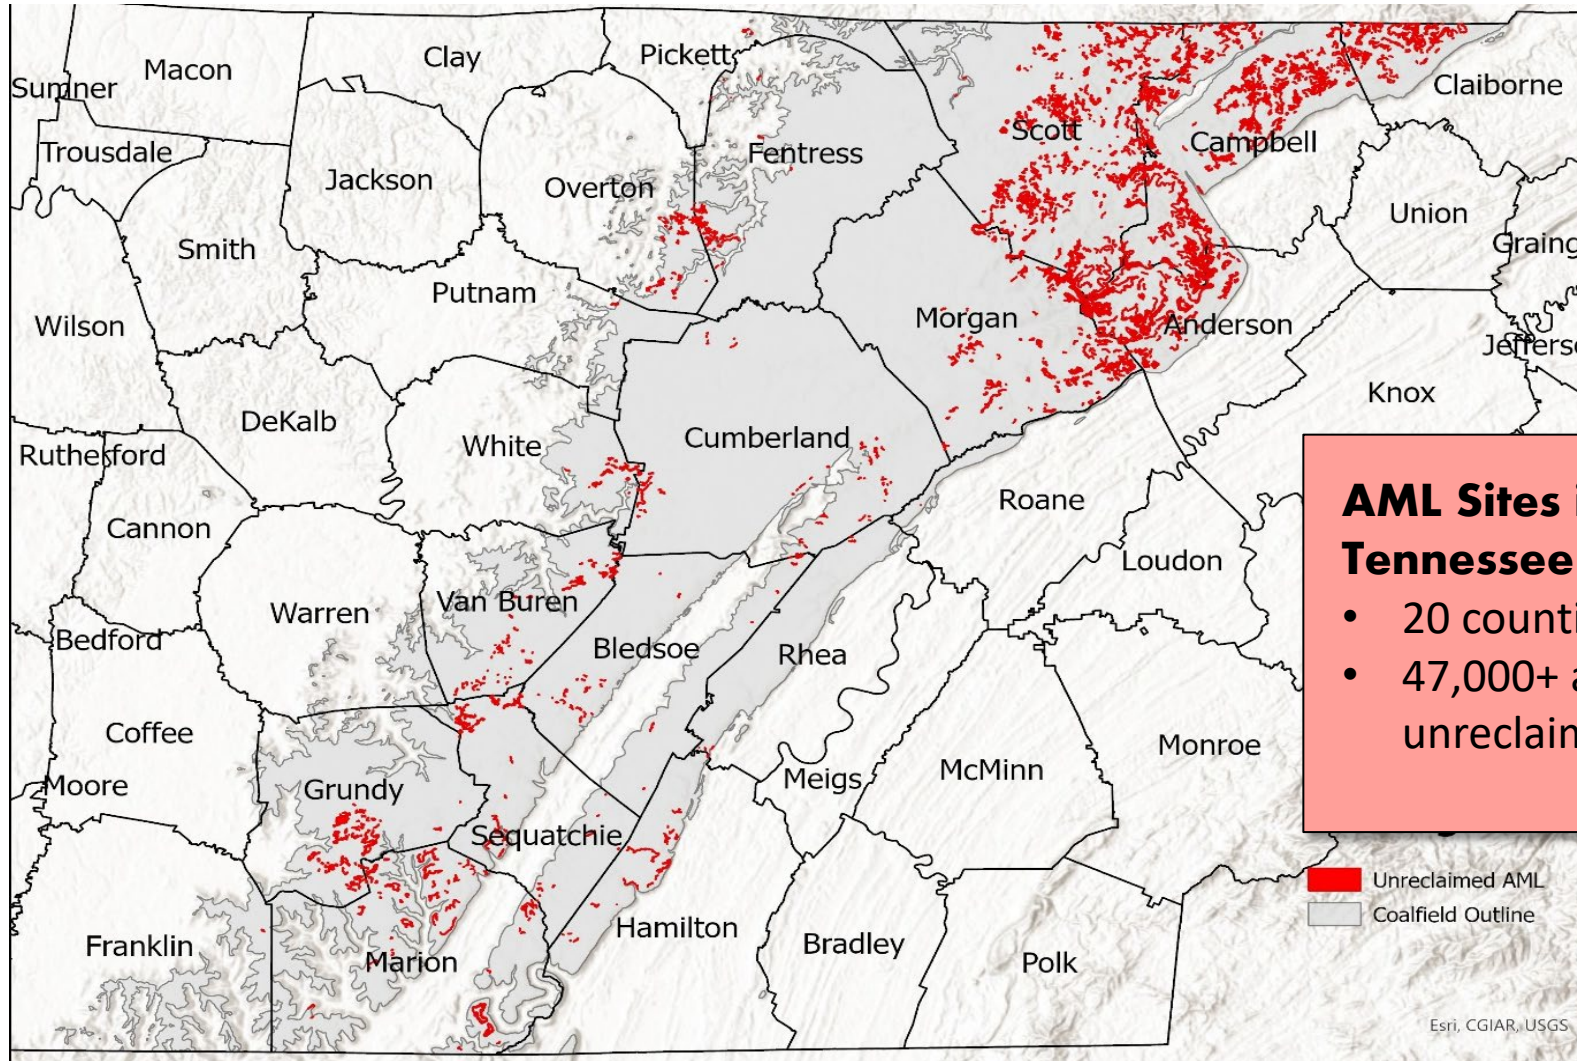 Clay
Pickett
Macon
Sumner
Claiborne
Scott
Campbell
Trousdale
Fentress
Jackson
Overton
Union
Smith
Graing
Putnam
Wilson
Morgan
Anderson
Jefferso
Knox
DeKalb
Cumberland
White
Rutherford
Roane
Cannon
Loudon
Van Buren
Warren
Bedford
Bledsoe
Rhea
Coffee
Monroe
McMinn
Meigs
Moore
Grundy
Sequatchie
Hamilton
Franklin
Bradley
Marion
Polk
AML Sites i
Tennessee
• 20 counti
• 47,000+ a
unreclaim
Unreclaimed AML
Coalfield Outline
Esri, CGIAR, USGS